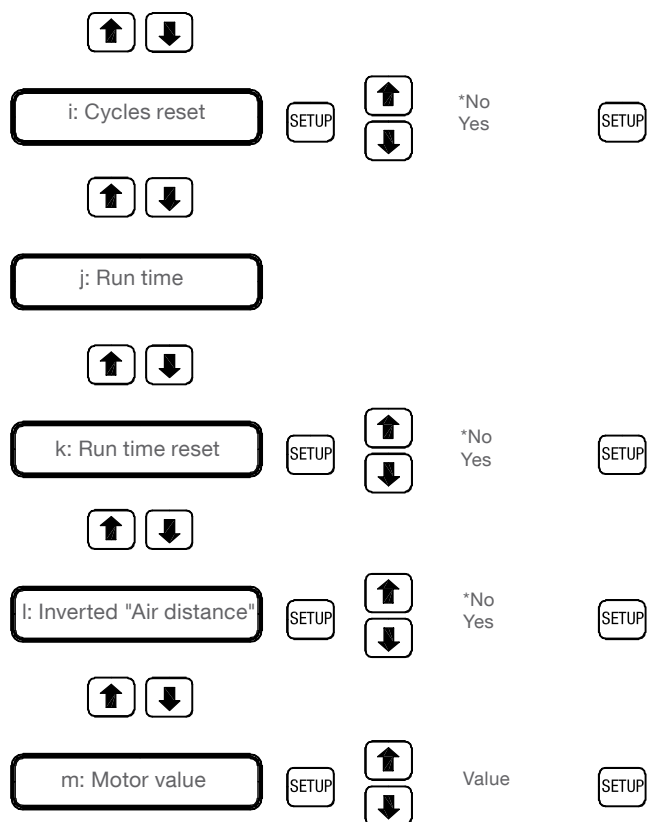 i: Cycles reset
SETUP
*No
Yes
SETUP
j: Run time
k: Run time reset
SETUP
*No
Yes
SETUP
l: Inverted "Air distance"
SETUP
*No
Yes
SETUP
m: Motor value
SETUP
Value
SETUP